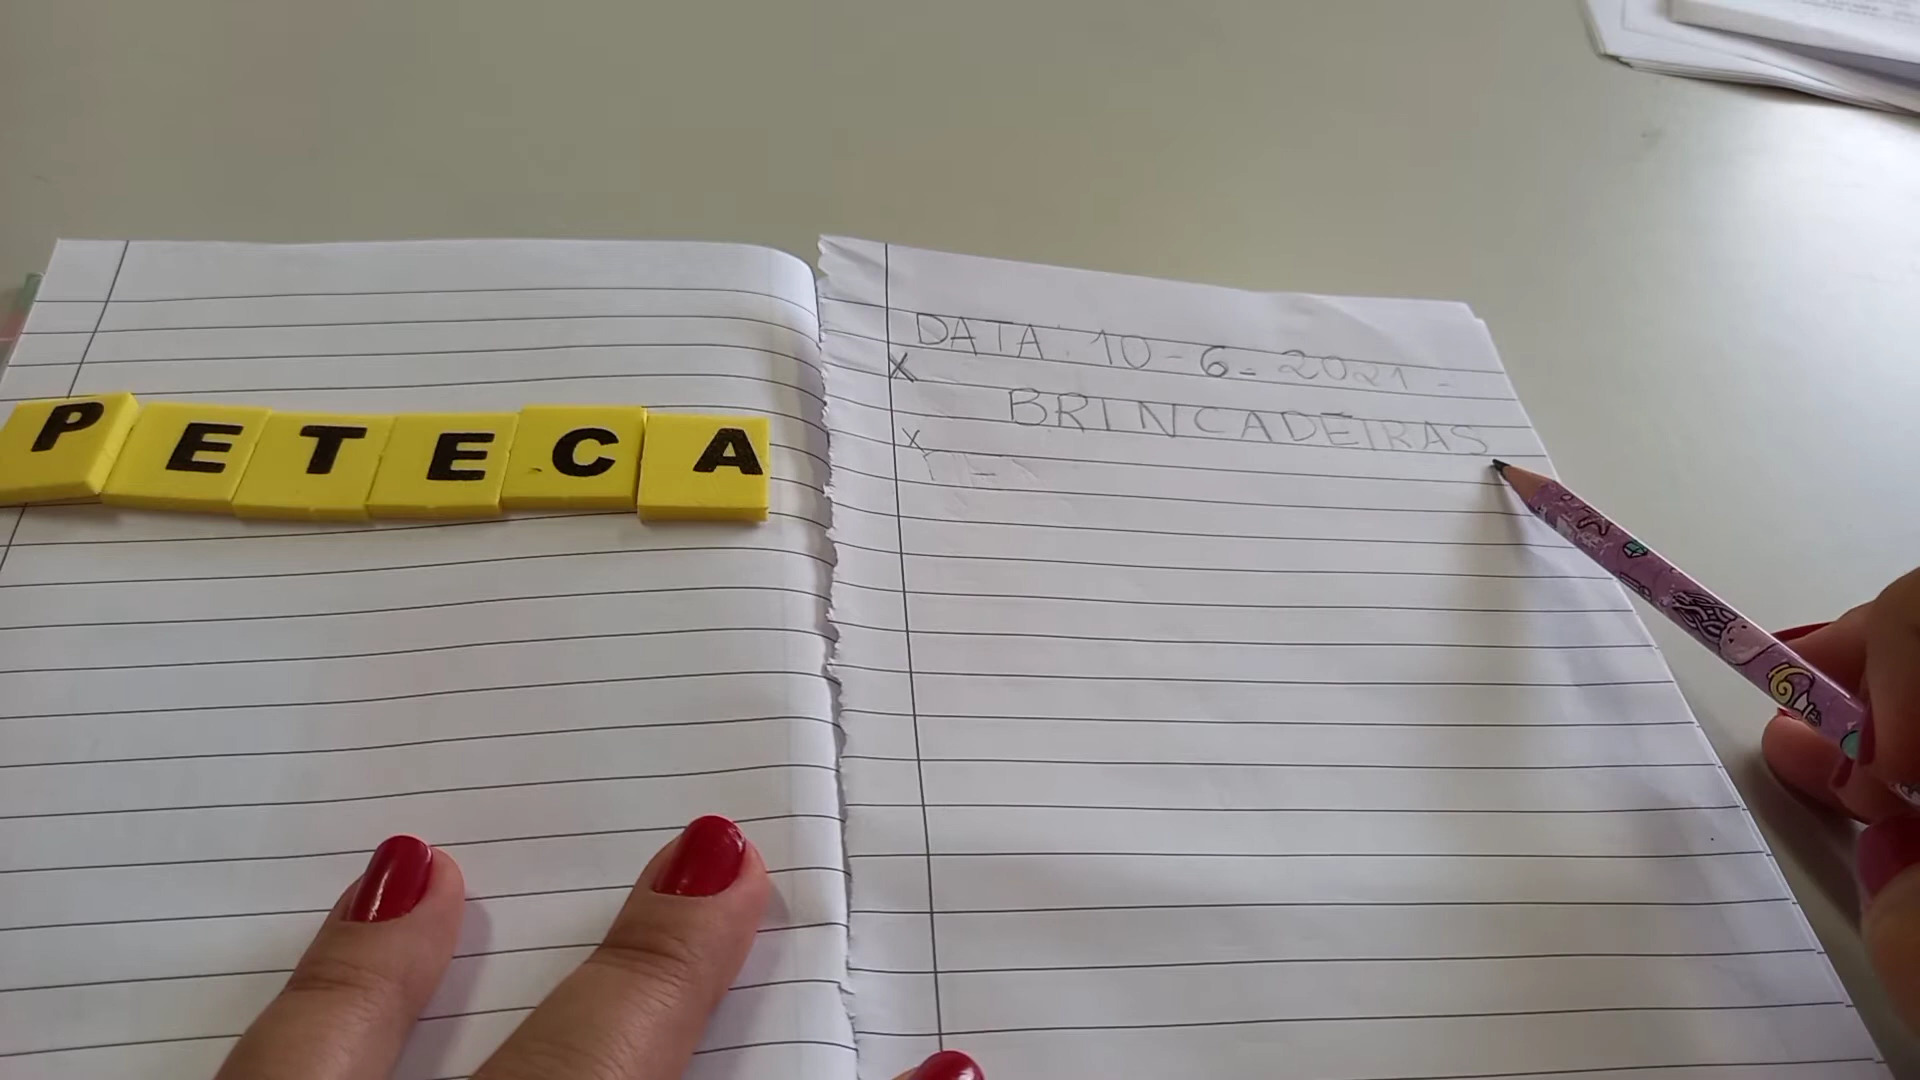 PETECA
DATA: 10-6-2021-
X
BRINCADEIRAS
X